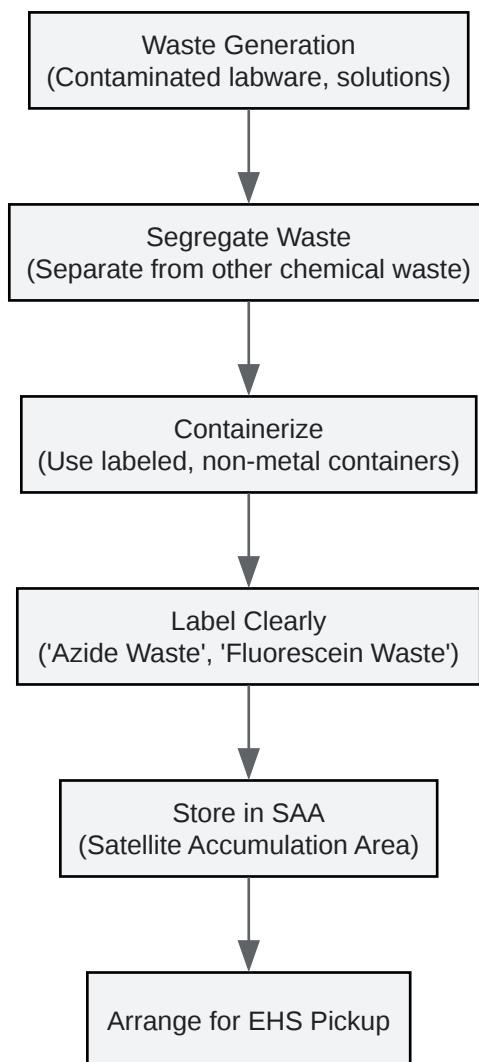 Waste Generation
(Contaminated labware, solutions)
Segregate Waste
(Separate from other chemical waste)
Containerize
(Use labeled, non-metal containers)
Label Clearly
('Azide Waste', 'Fluorescein Waste')
Store in SAA
(Satellite Accumulation Area)
Arrange for EHS Pickup